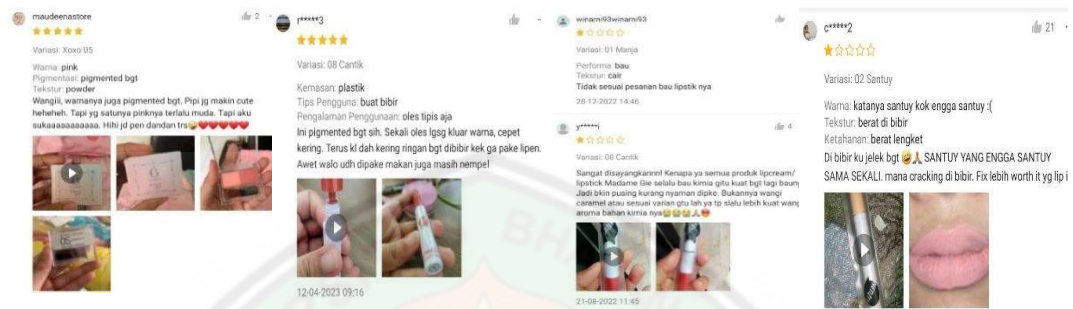 maudeenastore
2
Variasi: Xoxo 05
Warna: pink
Pigmentasi: pigmented bgt
Tekstur: powder
Wangiii, warnanya juga pigmented bgt. Pipi jg makin cute
heheheh. Tapi yg satunya pinknya terlalu muda. Tapi aku
sukaaaaaaaaaaa. Hihi jd pen dandan trs
05
r*****3
Variasi: 08 Cantik
Kemasan: plastik
Tips Pengguna: buat bibir
Pengalaman Penggunaan: oles tipis aja
Ini pigmented bgt sih. Sekali oles lgsg kluar warna, cepet
kering. Terus kl dah kering ringan bgt dibibir kek ga pake lipen.
Awet walo udh dipake makan juga masih nempel
12-04-2023 09:16
winarni93winarni93
Variasi: 01 Manja
Performa: bau
Tekstur: cair
Tidak sesuai pesanan bau lipstik nya
28-12-2022 14:46
y*****i
4
Variasi: 08 Cantik
Sangat disayangkannn! Kenapa ya semua produk lipcream/
lipstick Madame Gie selalu bau kimia gitu kuat bgt lagi baunya
Jadi bkin pusing kurang nyaman dipke. Bukannya wangi
caramel atau sesuai varian gtu lah ya tp slalu lebih kuat wang
aroma bahan kimia nya
21-08-2022 11:45
c*****2
21
Variasi: 02 Santuy
Warna: katanya santuy kok engga santuy :(
Tekstur: berat di bibir
Ketahanan: berat lengket
Di bibir ku jelek bgt SANTUY YANG ENGGA SANTUY
SAMA SEKALI. mana cracking di bibir. Fix lebih worth it yg lip i